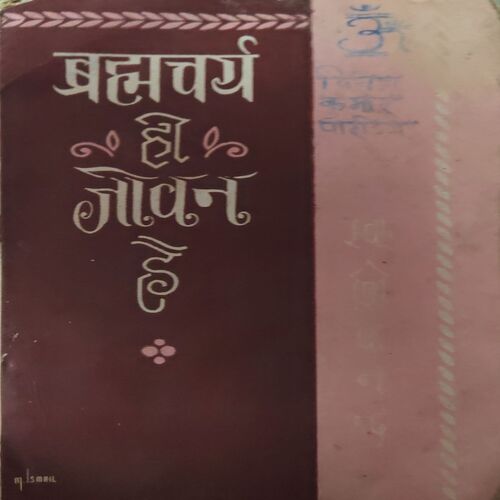 ब्रह्मचर्य
ही
जीवन
है
ॐ
कुमार
M. ISMAIL